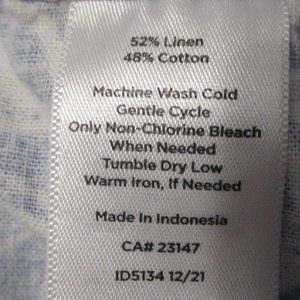 52% Linen
48% Cotton
Machine Wash Cold
Gentle Cycle
Only Non-Chlorine Bleach
When Needed
Tumble Dry Low
Warm Iron, If Needed
Made In Indonesia
CA# 23147
ID5134 12/21